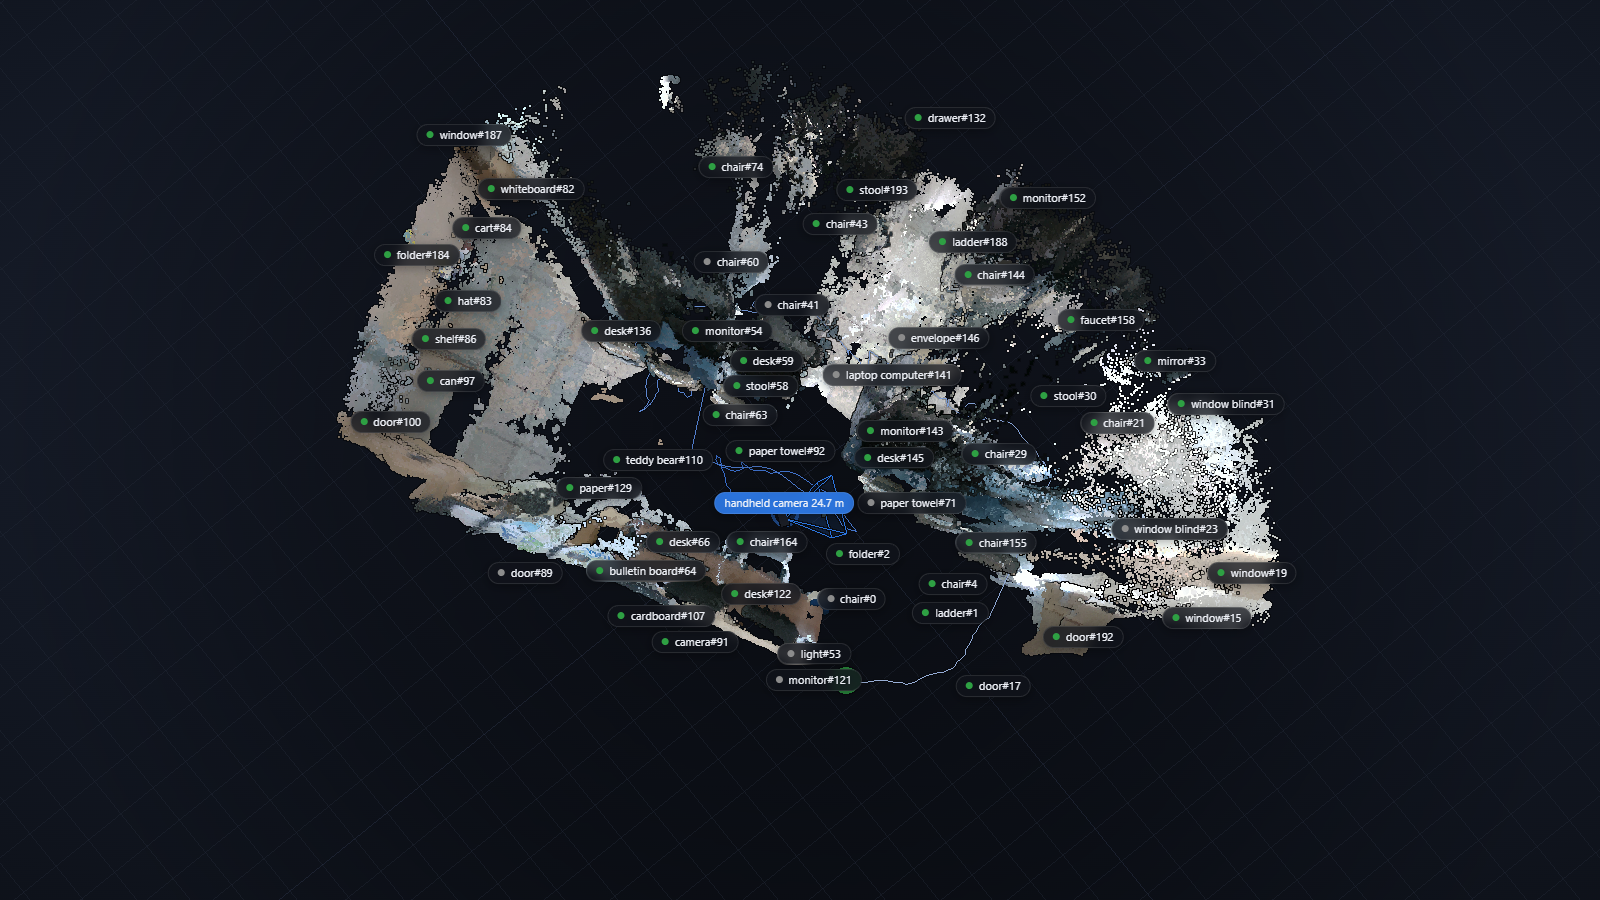 drawer#132
window#187
chair#74
whiteboard#82
stool#193
monitor#152
chair#43
cart#84
ladder#188
folder#184
chair#60
chair#144
hat#83
chair#41
faucet#158
desk#136
monitor#54
envelope#146
shelf#86
desk#59
mirror#33
laptop computer#141
can#97
stool#58
stool#30
window blind#31
chair#63
door#100
chair#21
monitor#143
paper towel#92
chair#29
teddy bear#110
desk#145
paper#129
handheld camera 24.7 m
paper towel#71
window blind#23
desk#66
chair#164
chair#155
folder#2
door#89
bulletin board#64
window#19
chair#4
desk#122
chair#0
ladder#1
cardboard#107
window#15
door#192
camera#91
light#53
monitor#121
door#17